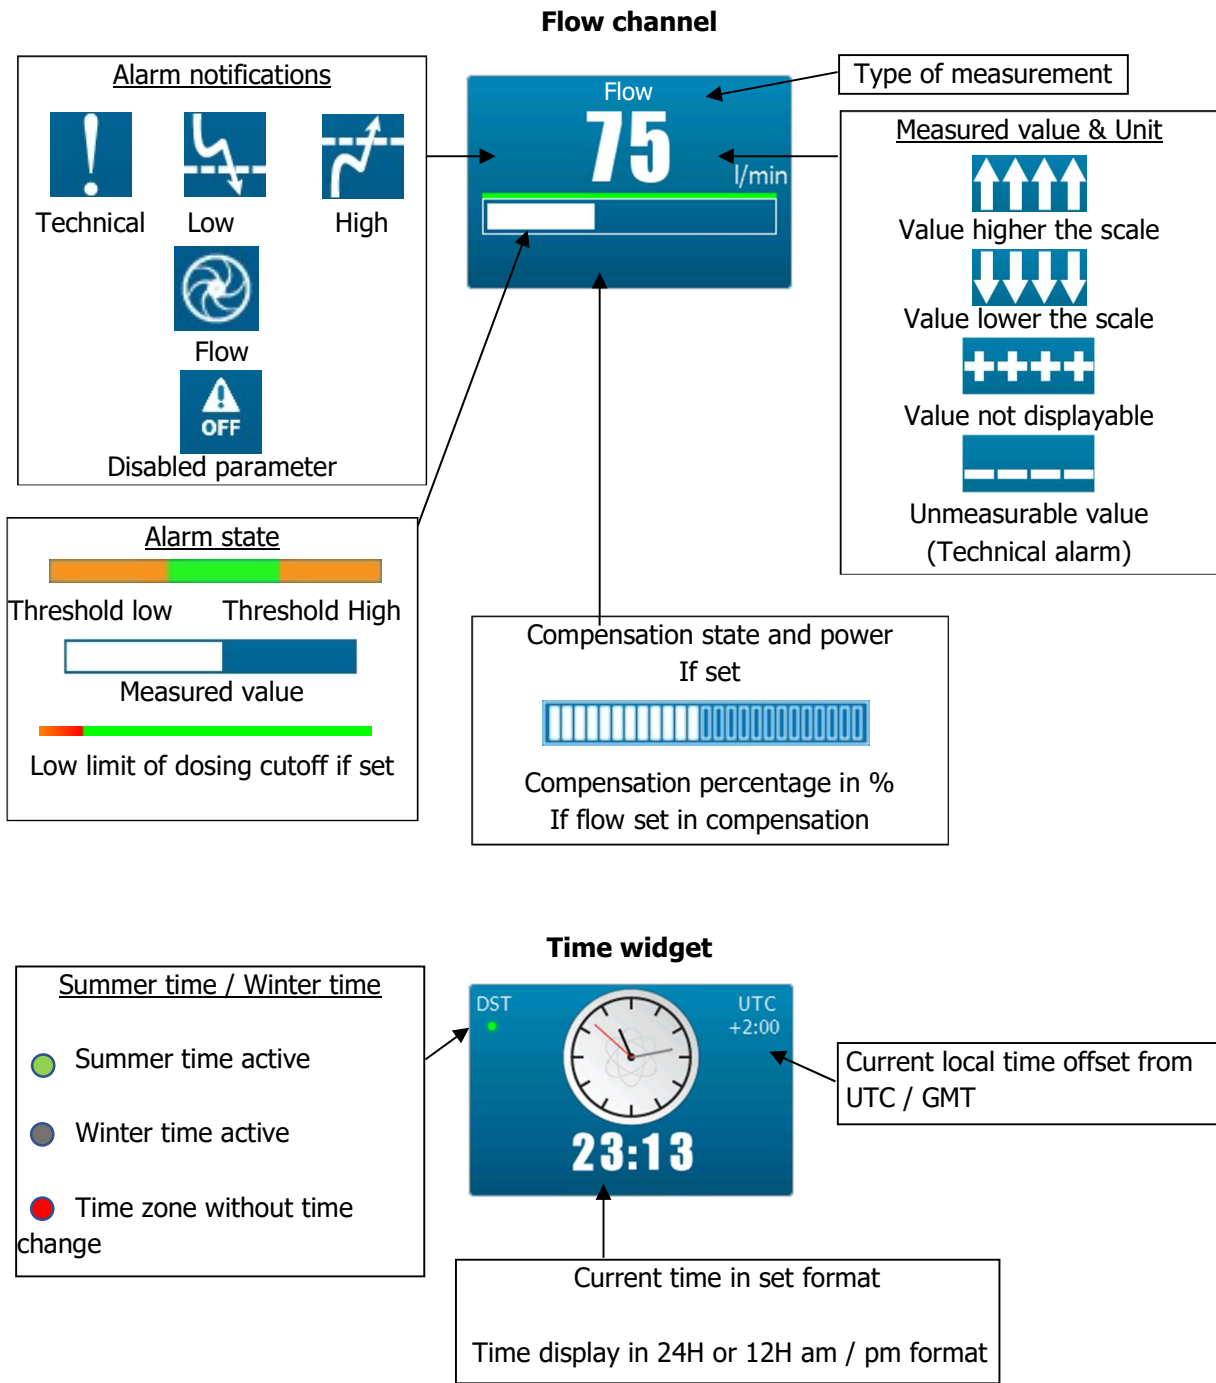 Flow channel
Alarm notifications
Technical
Low
High
Flow
OFF
Disabled parameter
Flow
75
l/min
Type of measurement
Measured value & Unit
Value higher the scale
Value lower the scale
Value not displayable
Unmeasurable value
(Technical alarm)
Alarm state
Threshold low
Threshold High
Measured value
Low limit of dosing cutoff if set
Compensation state and power
If set
Compensation percentage in %
If flow set in compensation
Time widget
Summer time / Winter time
Summer time active
Winter time active
Time zone without time
change
DST
UTC
+2:00
23:13
Current local time offset from
UTC / GMT
Current time in set format
Time display in 24H or 12H am / pm format